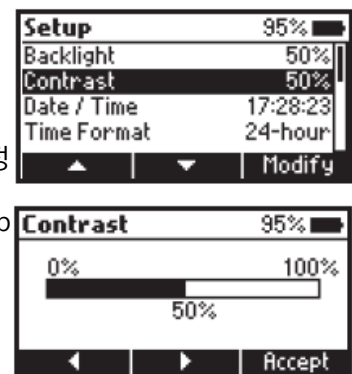 Setup 95%
Backlight 50%
Contrast 50%
Date / Time 17:28:23
Time Format 24-hour
Modify
Contrast 95%
0% 100%
50%
Accept